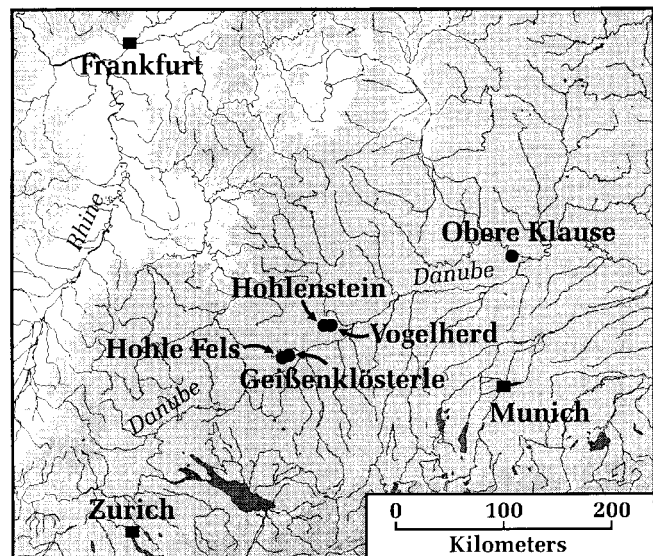 Frankfurt
Rhine
Obere Klause
Danube
Hohlenstein
Vogelherd
Hohle Fels
Geißenklösterle
Danube
Munich
Zurich
0 100 200
Kilometers